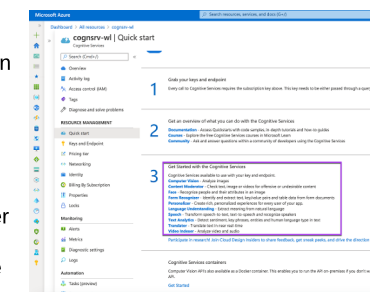 Microsoft Azure
Search resources, services, and docs (G+/)
Dashboard > All resources > cognsrv-wl
cognsrv-wl | Quick start
Cognitive Services
Search (Cmd+/)
Overview
Activity log
Access control (IAM)
Tags
Diagnose and solve problems
RESOURCE MANAGEMENT
Quick start
Keys and Endpoint
Pricing tier
Networking
Identity
Billing By Subscription
Properties
Locks
Monitoring
Alerts
Metrics
Diagnostic settings
Logs
Automation
Tasks (preview)
1
Grab your keys and endpoint
Every call to Cognitive Services requires the subscription key above. This key needs to be either passed through a
2
Get an overview of what you can do with the Cognitive Services
Documentation - Access Quickstarts with code samples, in-depth tutorials and how-to guides
Courses - Explore the free Cognitive Services courses in Microsoft Learn
Community - Ask and answer questions within a community of developers using the Cognitive Services
3
Get Started with the Cognitive Services
Cognitive Services available to use with your key and endpoint.
Computer Vision - Analyze images
Content Moderator - Check text, image or videos for offensive or undesirable content
Face - Recognize people and their attributes in an image
Form Recognizer - Identify and extract text, key/value pairs and table data from documents
Personalizer - Create rich personalized experiences for every user of your app.
Language Understanding - Extract meaning from natural language
Speech - Transform speech-to-text, text-to-speech and recognize speakers
Text Analytics - Detect sentiment, key phrases, entities and human language type in text
Translator - Translate text in near real-time
Video Indexer - Analyze video and audio
Participate in research! Join Cloud Design Insiders to share feedback, get sneak peeks, and drive the direction
Cognitive Services containers
Computer Vision API's also available as a Docker container. This enables you to run the API on-premises if you don't
Get Started